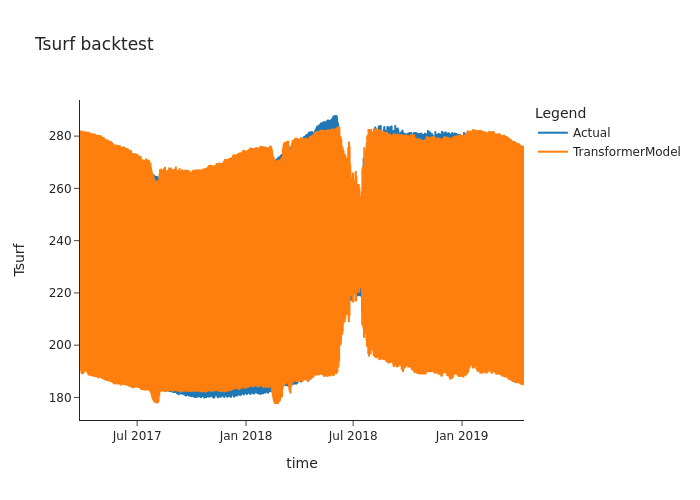 Tsurf backtest
Legend
Actual
TransformerModel
280
260
240
220
200
180
Tsurf
Jul 2017
Jan 2018
Jul 2018
Jan 2019
time